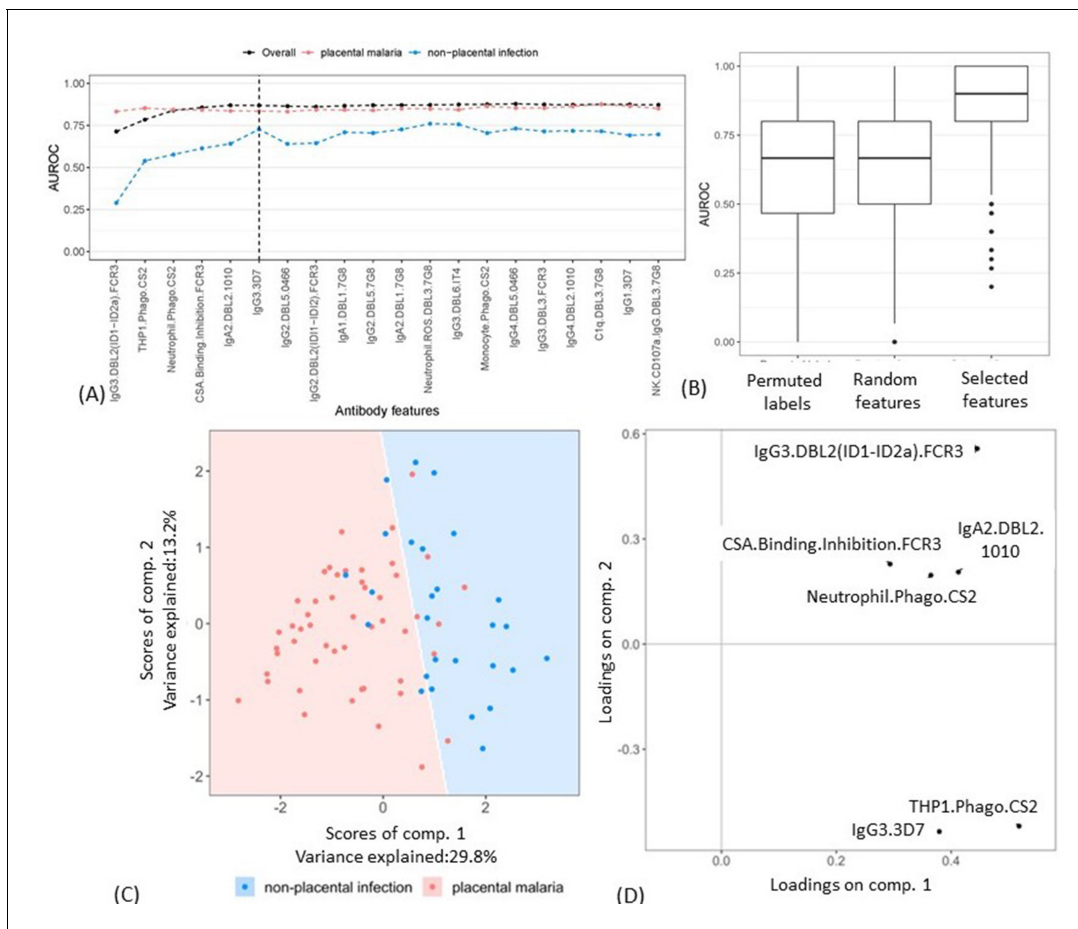 Overall placental malaria non-placental infection
1.00
0.75
0.50
0.25
0.00
AUROC
IgG3.DBL2(ID1-ID2a).FCR3
THP1.Phago.CS2
Neutrophil.Phago.CS2
CSA.Binding.Inhibition.FCR3
IgA2.DBL2.1010
IgG3.3D7
IgG2.DBL5.0466
IgG2.DBL2(IDI1-IDI2).FCR3
IgA1.DBL1.7G8
IgG2.DBL5.7G8
IgA2.DBL1.7G8
Neutrophil.ROS.DBL3.7G8
IgG3.DBL6.IT4
Monocyte.Phago.CS2
IgG4.DBL5.0466
IgG3.DBL3.FCR3
IgG4.DBL2.1010
C1q.DBL3.7G8
IgG1.3D7
NK.CD107a.IgG.DBL3.7G8
(A)
Antibody features
1.00
0.75
0.50
0.25
0.00
AUROC
(B)
Permuted
labels
Random
features
Selected
features
2
1
0
-1
-2
Scores of comp. 2
Variance explained:13.2%
-2 0 2
Scores of comp. 1
Variance explained:29.8%
non-placental infection placental malaria
(C)
0.6
0.3
0.0
-0.3
Loadings on comp. 2
IgG3.DBL2(ID1-ID2a).FCR3
CSA.Binding.Inhibition.FCR3
IgA2.DBL2.
1010
Neutrophil.Phago.CS2
THP1.Phago.CS2
IgG3.3D7
0.0 0.2 0.4
Loadings on comp. 1
(D)